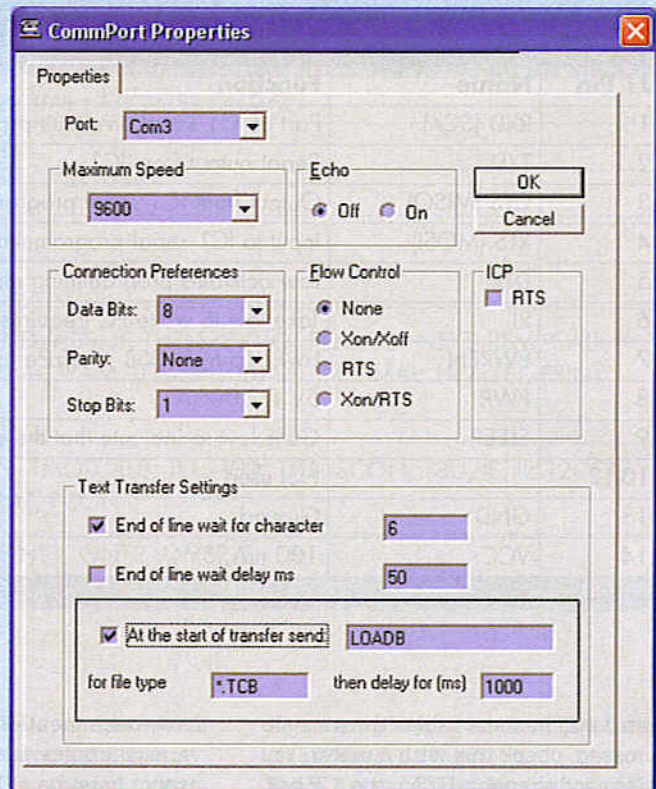 CommPort Properties
Properties
Port: Com3
Maximum Speed
9600
Echo
Off On
OK
Cancel
Connection Preferences
Data Bits: 8
Parity: None
Stop Bits: 1
Flow Control
None
Xon/Xoff
RTS
Xon/RTS
ICP
RTS
Text Transfer Settings
End of line wait for character 6
End of line wait delay ms 50
At the start of transfer send: LOADB
for file type *.TCB then delay for (ms) 1000